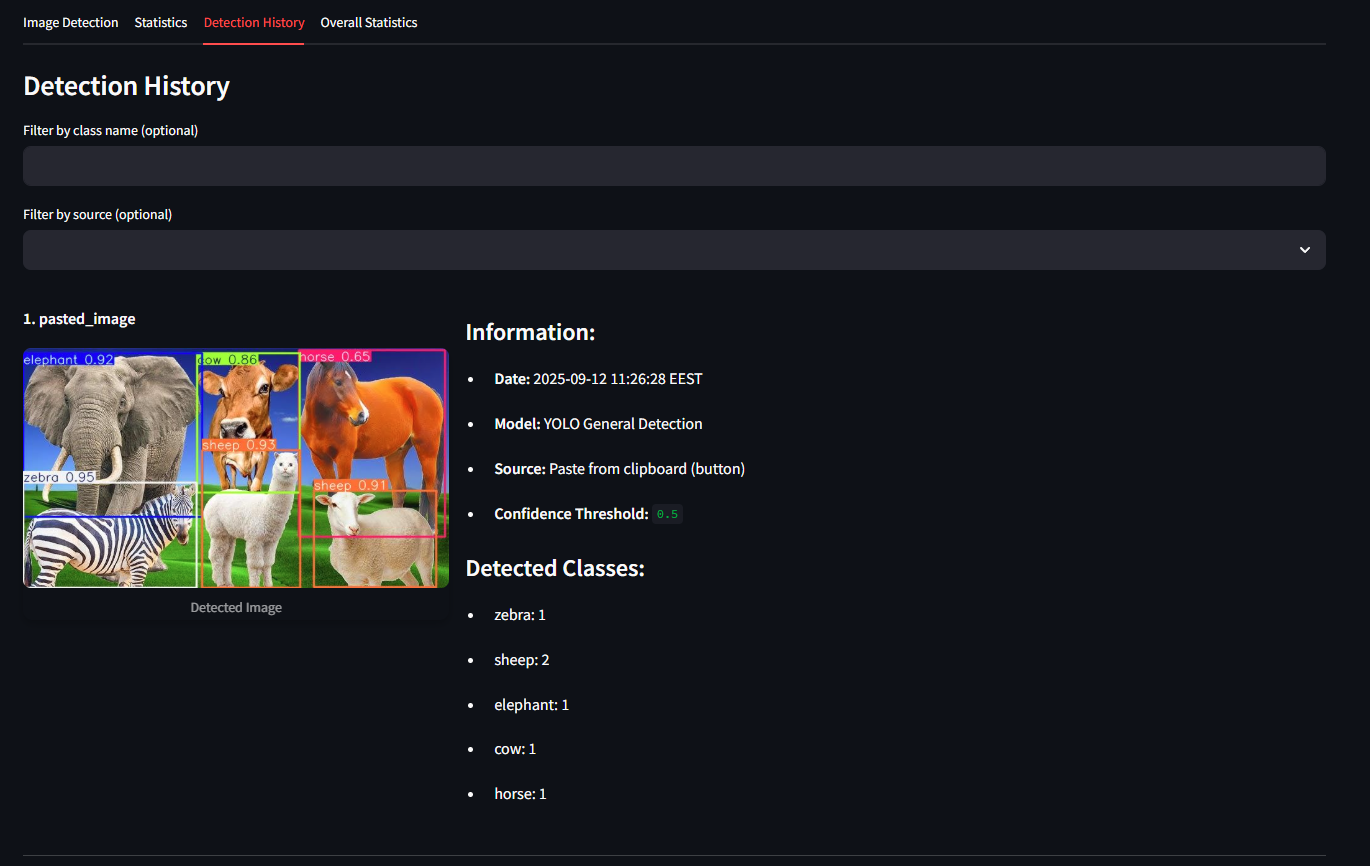 Image Detection Statistics Detection History Overall Statistics
Detection History
Filter by class name (optional)
Filter by source (optional)
1. pasted_image
elephant 0.92
cow 0.86
horse 0.65
sheep 0.93
zebra 0.95
sheep 0.91
Detected Image
Information:
Date: 2025-09-12 11:26:28 EEST
Model: YOLO General Detection
Source: Paste from clipboard (button)
Confidence Threshold: 0.5
Detected Classes:
zebra: 1
sheep: 2
elephant: 1
cow: 1
horse: 1